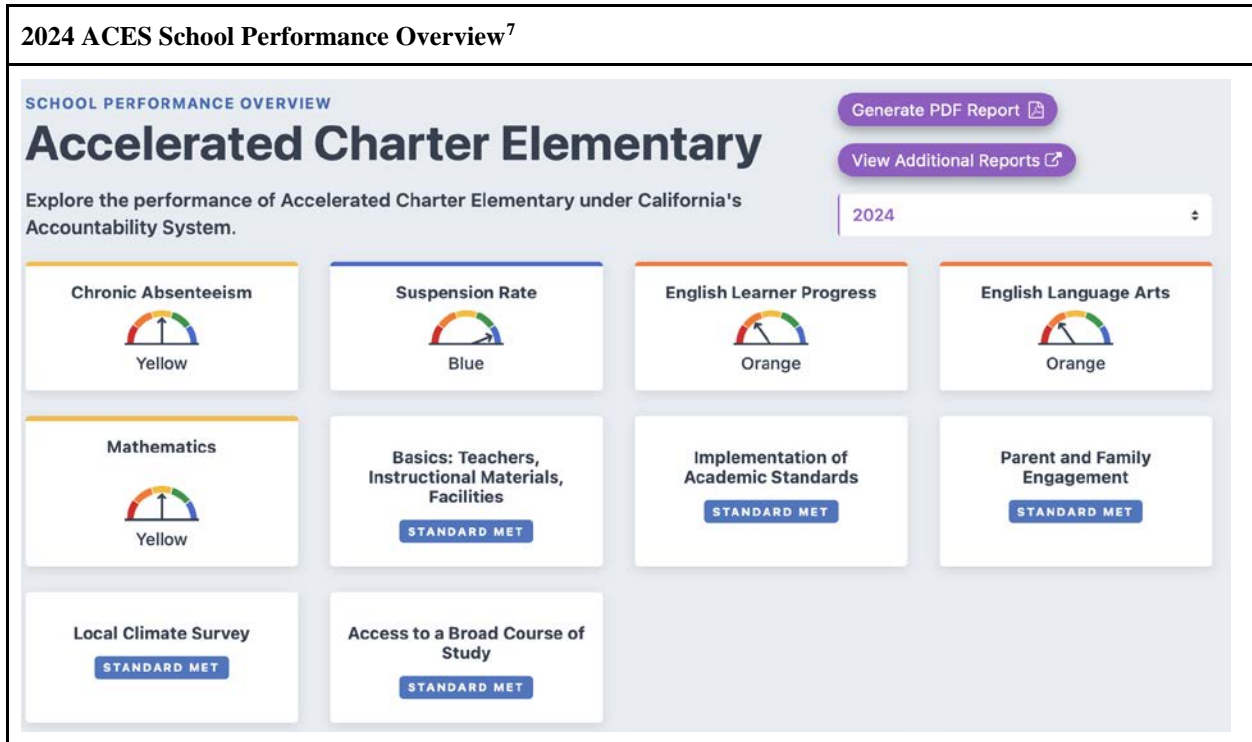 2024 ACES School Performance Overview7
SCHOOL PERFORMANCE OVERVIEW
Accelerated Charter Elementary
Explore the performance of Accelerated Charter Elementary under California's
Accountability System.
Generate PDF Report
View Additional Reports
2024
Chronic Absenteeism
Yellow
Suspension Rate
Blue
English Learner Progress
Orange
English Language Arts
Orange
Mathematics
Yellow
Basics: Teachers,
Instructional Materials,
Facilities
STANDARD MET
Implementation of
Academic Standards
STANDARD MET
Parent and Family
Engagement
STANDARD MET
Local Climate Survey
STANDARD MET
Access to a Broad Course of
Study
STANDARD MET